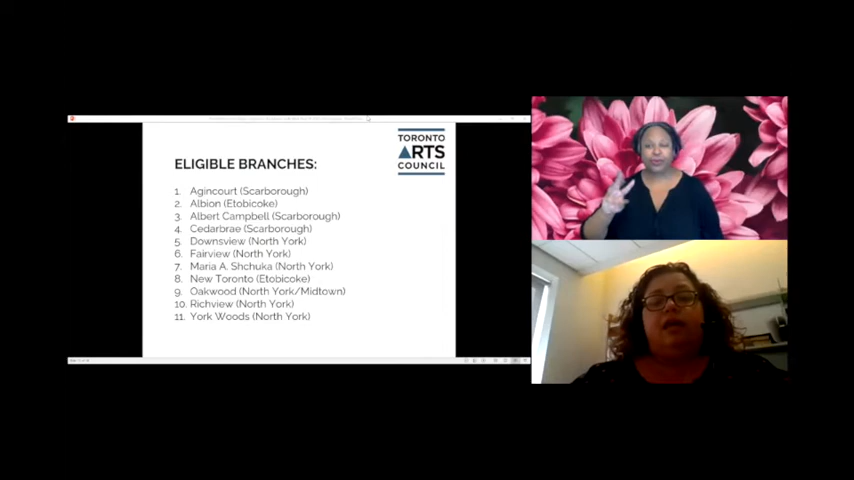 TORONTO
ARTS
COUNCIL
ELIGIBLE BRANCHES:
1. Agincourt (Scarborough)
2. Albion (Etobicoke)
3. Albert Campbell (Scarborough)
4. Cedarbrae (Scarborough)
5. Downsview (North York)
6. Fairview (North York)
7. Maria A. Shchuka (North York)
8. New Toronto (Etobicoke)
9. Oakwood (North York/Midtown)
10. Richview (North York)
11. York Woods (North York)